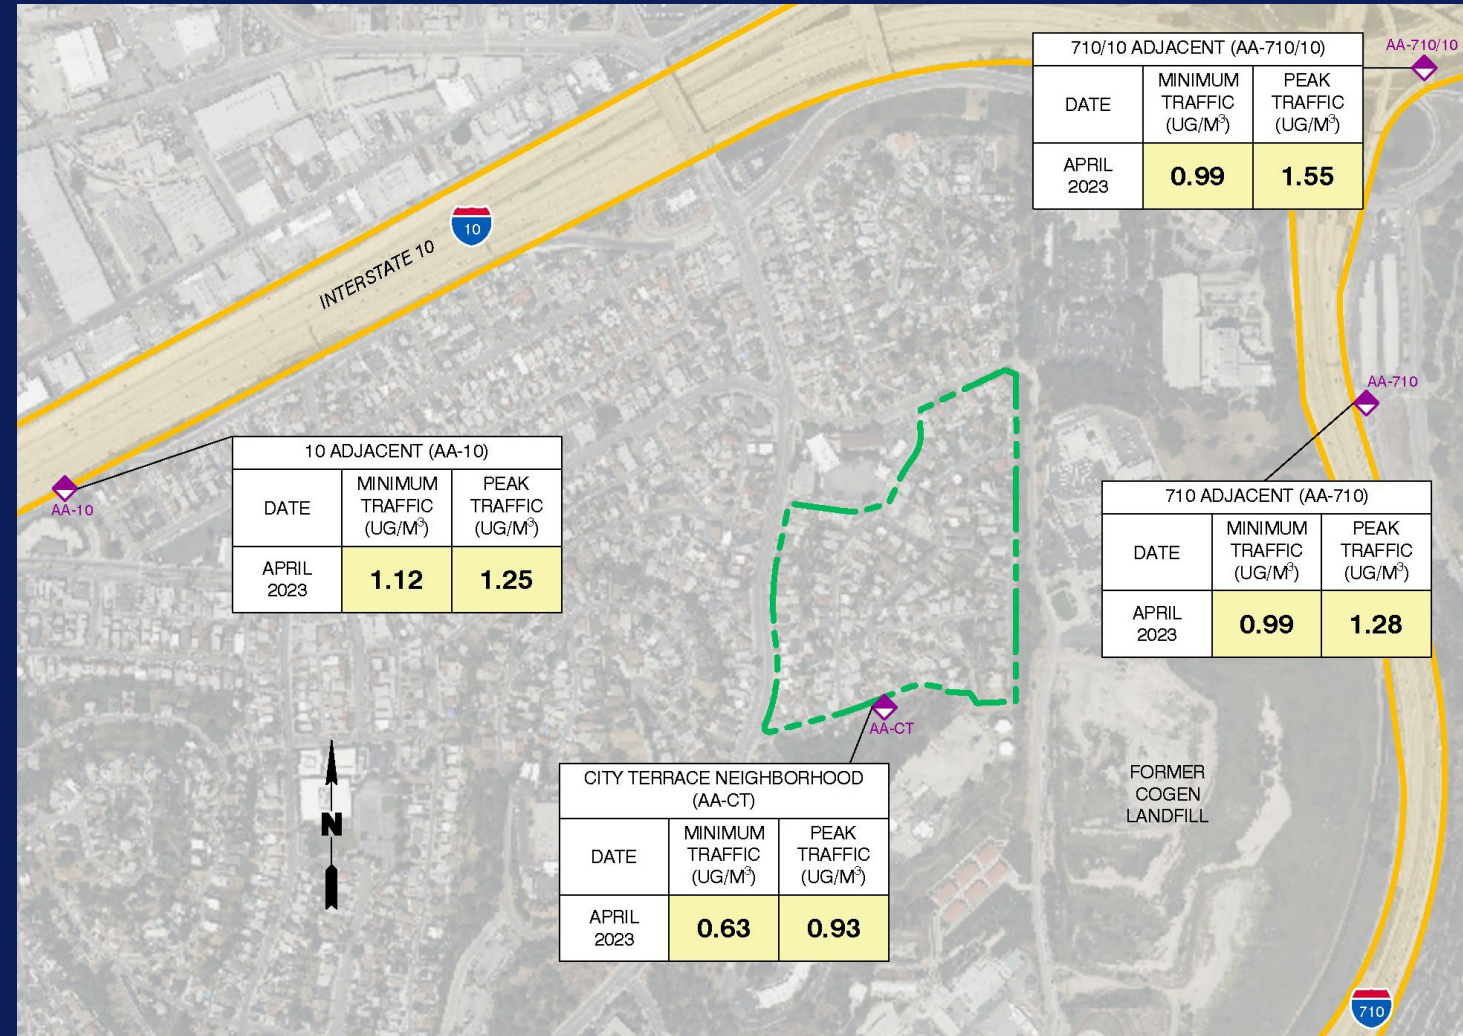 710/10 ADJACENT (AA-710/10)
DATE
MINIMUM
TRAFFIC
(UG/M³)
PEAK
TRAFFIC
(UG/M³)
APRIL
2023
0.99
1.55
AA-710/10
10
INTERSTATE 10
AA-710
10 ADJACENT (AA-10)
DATE
MINIMUM
TRAFFIC
(UG/M³)
PEAK
TRAFFIC
(UG/M³)
APRIL
2023
1.12
1.25
AA-10
710 ADJACENT (AA-710)
DATE
MINIMUM
TRAFFIC
(UG/M³)
PEAK
TRAFFIC
(UG/M³)
APRIL
2023
0.99
1.28
AA-CT
CITY TERRACE NEIGHBORHOOD
(AA-CT)
DATE
MINIMUM
TRAFFIC
(UG/M³)
PEAK
TRAFFIC
(UG/M³)
APRIL
2023
0.63
0.93
FORMER
COGEN
LANDFILL
N
710